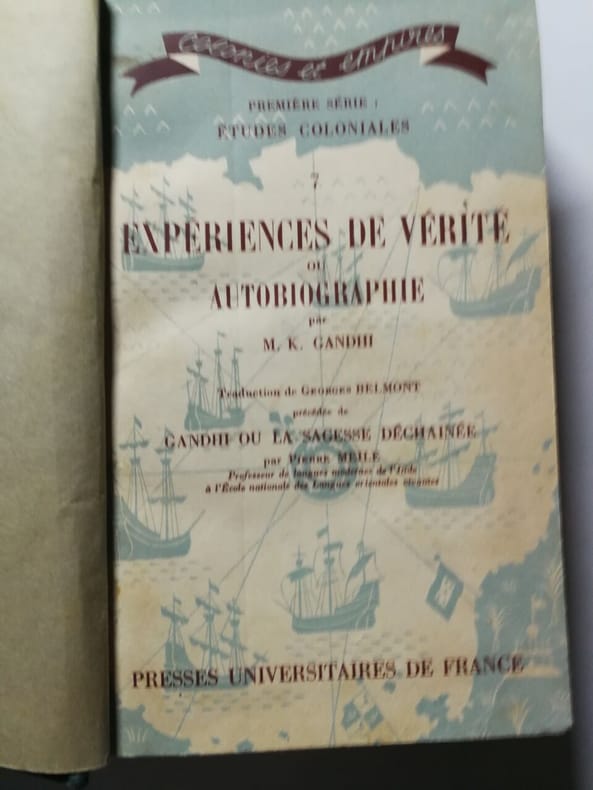 colonies et empires
PREMIÈRE SÉRIE :
ÉTUDES COLONIALES
7
EXPÉRIENCES DE VÉRITÉ
OU
AUTOBIOGRAPHIE
par
M. K. GANDHI
Traduction de GEORGES BELMONT
précédée de
GANDHI OU LA SAGESSE DÉCHAINÉE
par PIERRE MEILE
Professeur de langues modernes de l'Inde
à l'École nationale des Langues orientales vivantes
PRESSES UNIVERSITAIRES DE FRANCE